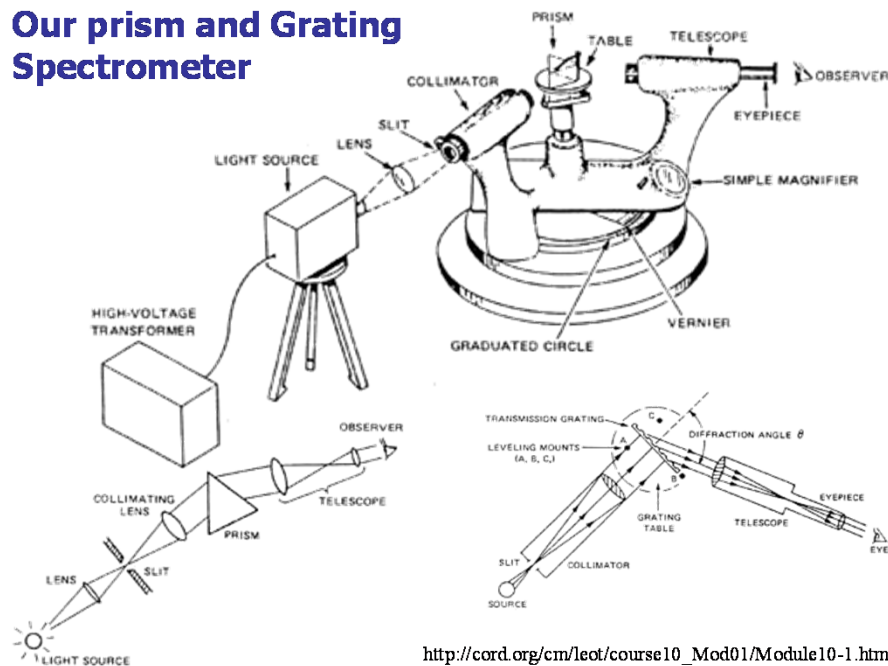 Our prism and Grating
Spectrometer
PRISM
TABLE
TELESCOPE
COLLIMATOR
OBSERVER
SLIT
EYEPIECE
LENS
LIGHT SOURCE
SIMPLE MAGNIFIER
HIGH-VOLTAGE
TRANSFORMER
VERNIER
GRADUATED CIRCLE
OBSERVER
TELESCOPE
COLLIMATING
LENS
PRISM
SLIT
LENS
LIGHT SOURCE
TRANSMISSION GRATING
C
LEVELING MOUNTS
(A, B, C,)
A
DIFFRACTION ANGLE θ
B
GRATING
TABLE
EYEPIECE
TELESCOPE
EYE
SLIT
COLLIMATOR
SOURCE
http://cord.org/cm/leot/course10_Mod01/Module10-1.htm